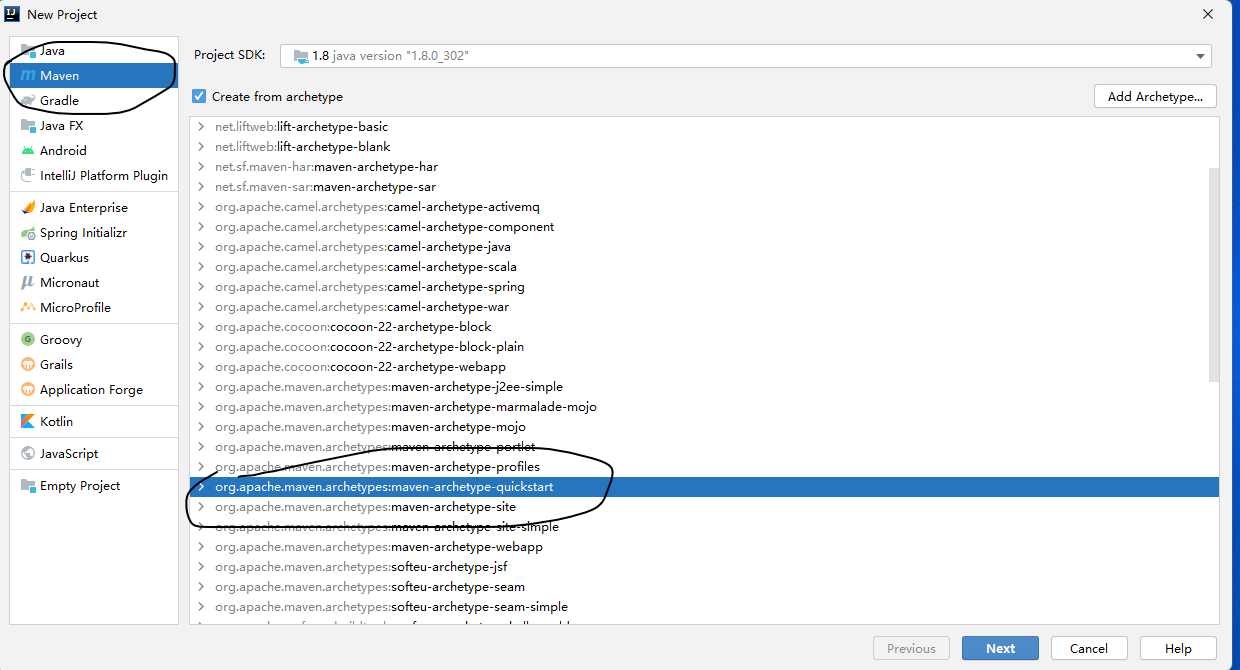 New Project
Java
Maven
Gradle
Java FX
Android
IntelliJ Platform Plugin
Java Enterprise
Spring Initializr
Quarkus
Micronaut
MicroProfile
Groovy
Grails
Application Forge
Kotlin
JavaScript
Empty Project
Project SDK: 1.8 java version "1.8.0_302"
Create from archetype
Add Archetype...
net.liftweb:lift-archetype-basic
net.liftweb:lift-archetype-blank
net.sf.maven-har:maven-archetype-har
net.sf.maven-sar:maven-archetype-sar
org.apache.camel.archetypes:camel-archetype-activemq
org.apache.camel.archetypes:camel-archetype-component
org.apache.camel.archetypes:camel-archetype-java
org.apache.camel.archetypes:camel-archetype-scala
org.apache.camel.archetypes:camel-archetype-spring
org.apache.camel.archetypes:camel-archetype-war
org.apache.cocoon:cocoon-22-archetype-block
org.apache.cocoon:cocoon-22-archetype-block-plain
org.apache.cocoon:cocoon-22-archetype-webapp
org.apache.maven.archetypes:maven-archetype-j2ee-simple
org.apache.maven.archetypes:maven-archetype-marmalade-mojo
org.apache.maven.archetypes:maven-archetype-mojo
org.apache.maven.archetypes:maven-archetype-portlet
org.apache.maven.archetypes:maven-archetype-profiles
org.apache.maven.archetypes:maven-archetype-quickstart
org.apache.maven.archetypes:maven-archetype-site
org.apache.maven.archetypes:maven-archetype-site-simple
org.apache.maven.archetypes:maven-archetype-webapp
org.apache.maven.archetypes:softeu-archetype-jsf
org.apache.maven.archetypes:softeu-archetype-seam
org.apache.maven.archetypes:softeu-archetype-seam-simple
Previous
Next
Cancel
Help